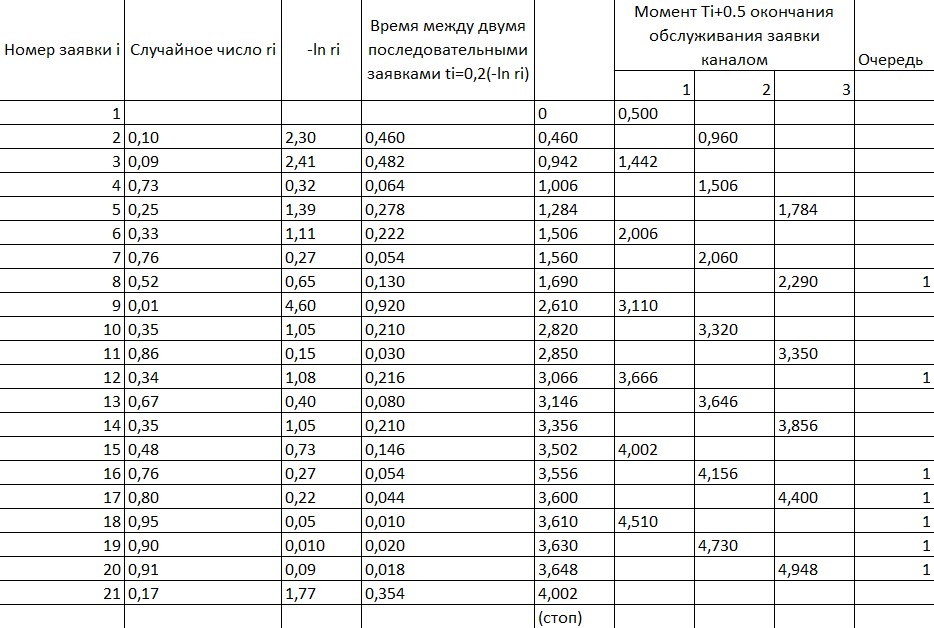 Номер заявки i Случайное число ri -ln ri Время между двумя последовательными заявками ti=0,2(-ln ri) Момент Ti+0.5 окончания обслуживания заявки каналом Очередь
1 2 3
1 0 0,500
2 0,10 2,30 0,460 0,460 0,960
3 0,09 2,41 0,482 0,942 1,442
4 0,73 0,32 0,064 1,006 1,506
5 0,25 1,39 0,278 1,284 1,784
6 0,33 1,11 0,222 1,506 2,006
7 0,76 0,27 0,054 1,560 2,060
8 0,52 0,65 0,130 1,690 2,290 1
9 0,01 4,60 0,920 2,610 3,110
10 0,35 1,05 0,210 2,820 3,320
11 0,86 0,15 0,030 2,850 3,350
12 0,34 1,08 0,216 3,066 3,666 1
13 0,67 0,40 0,080 3,146 3,646
14 0,35 1,05 0,210 3,356 3,856
15 0,48 0,73 0,146 3,502 4,002
16 0,76 0,27 0,054 3,556 4,156 1
17 0,80 0,22 0,044 3,600 4,400 1
18 0,95 0,05 0,010 3,610 4,510 1
19 0,90 0,010 0,020 3,630 4,730 1
20 0,91 0,09 0,018 3,648 4,948 1
21 0,17 1,77 0,354 4,002
(стоп)